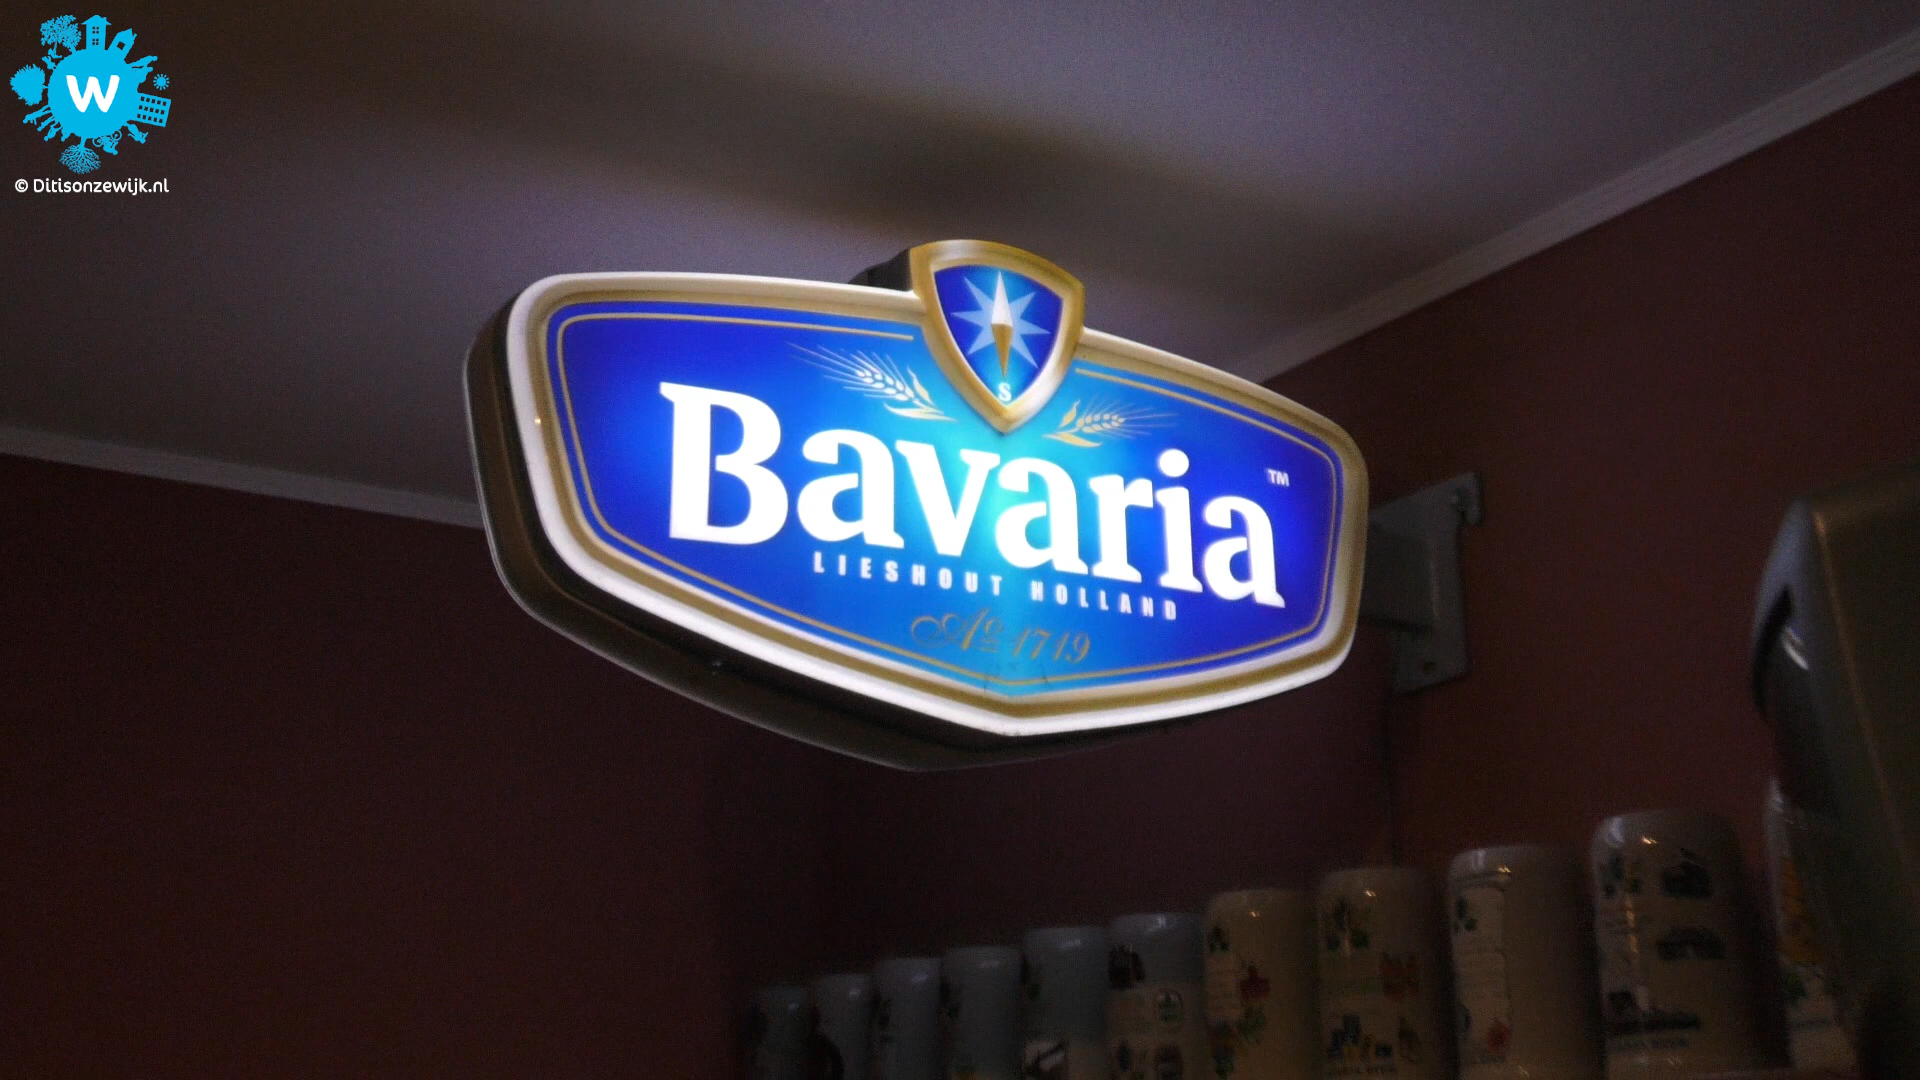 W
© Ditisonzewijk.nl
S
Bavaria™
LIESHOUT HOLLAND
Aº 1719